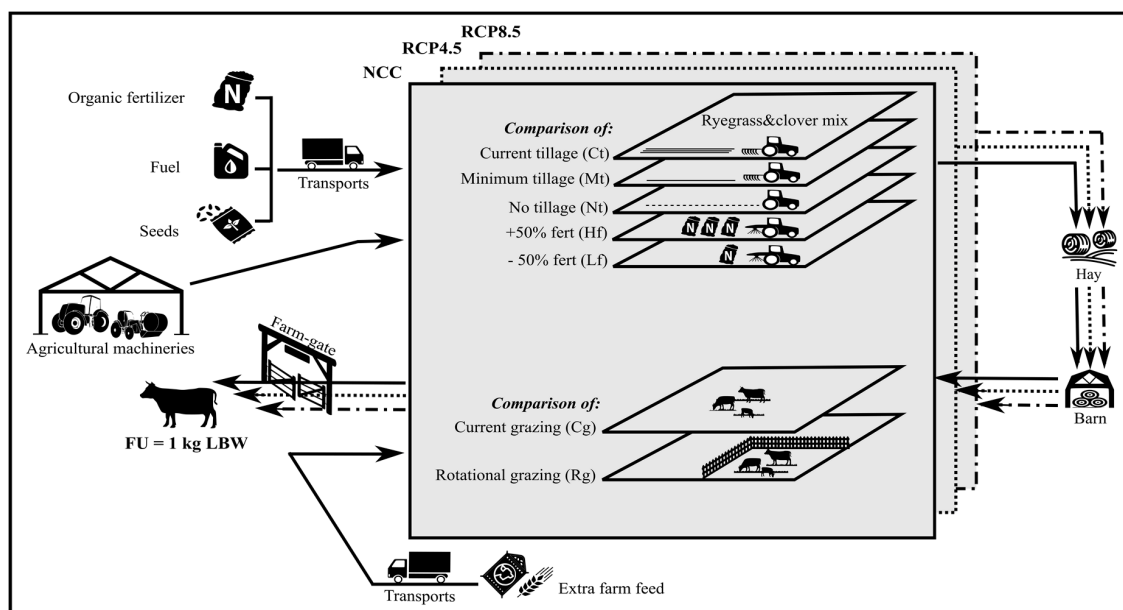 RCP8.5
RCP4.5
NCC
Organic fertilizer
N
Fuel
Seeds
Transports
Agricultural machineries
Comparison of:
Ryegrass&clover mix
Current tillage (Ct)
Minimum tillage (Mt)
No tillage (Nt)
+50% fert (Hf)
N N N
- 50% fert (Lf)
N
Hay
Barn
Farm-gate
FU = 1 kg LBW
Comparison of:
Current grazing (Cg)
Rotational grazing (Rg)
Transports
Extra farm feed